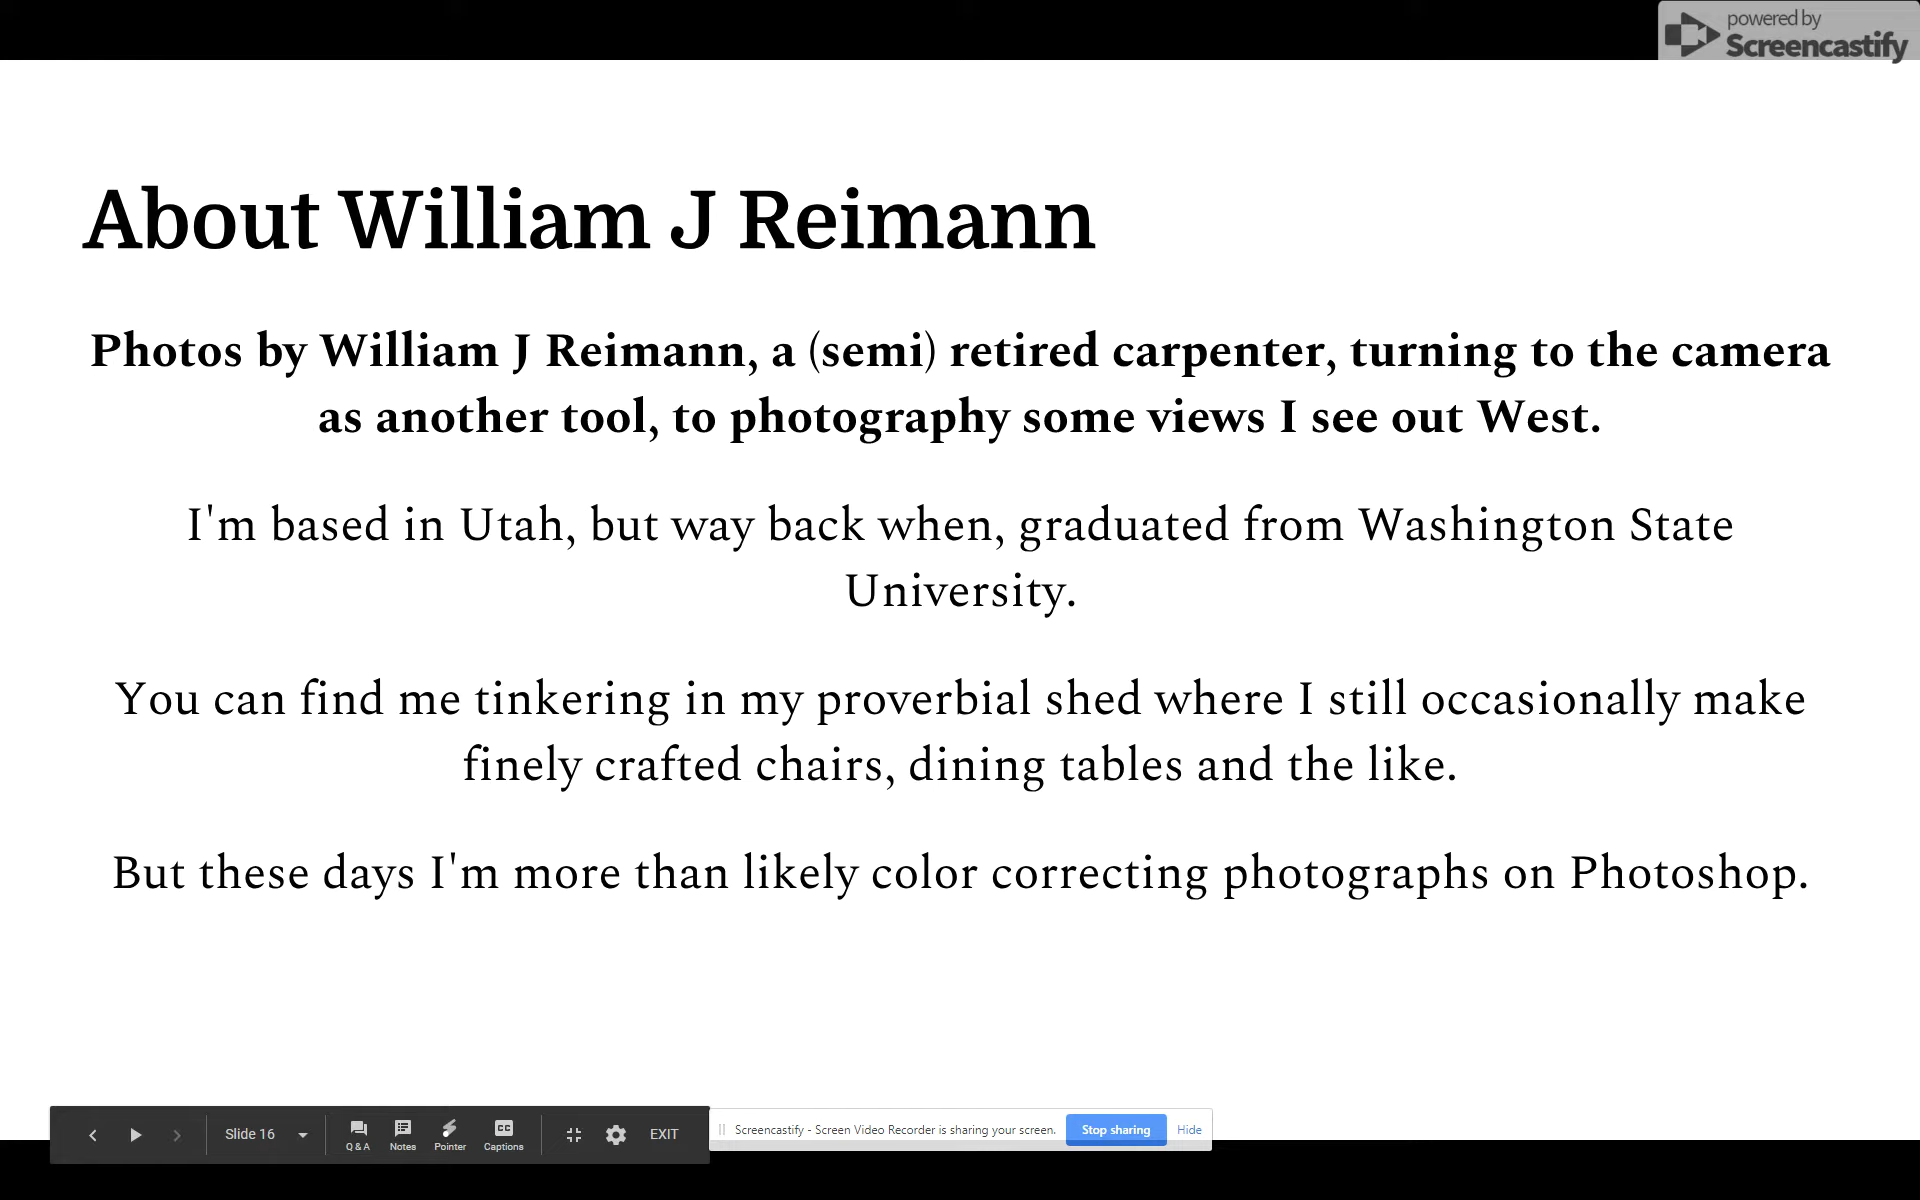 powered by
Screencastify
About William J Reimann
Photos by William J Reimann, a (semi) retired carpenter, turning to the camera
as another tool, to photography some views I see out West.
I'm based in Utah, but way back when, graduated from Washington State
University.
You can find me tinkering in my proverbial shed where I still occasionally make
finely crafted chairs, dining tables and the like.
But these days I'm more than likely color correcting photographs on Photoshop.
Slide 16
Q & A
Notes
Pointer
CC
Captions
EXIT
Screencastify - Screen Video Recorder is sharing your screen.
Stop sharing
Hide